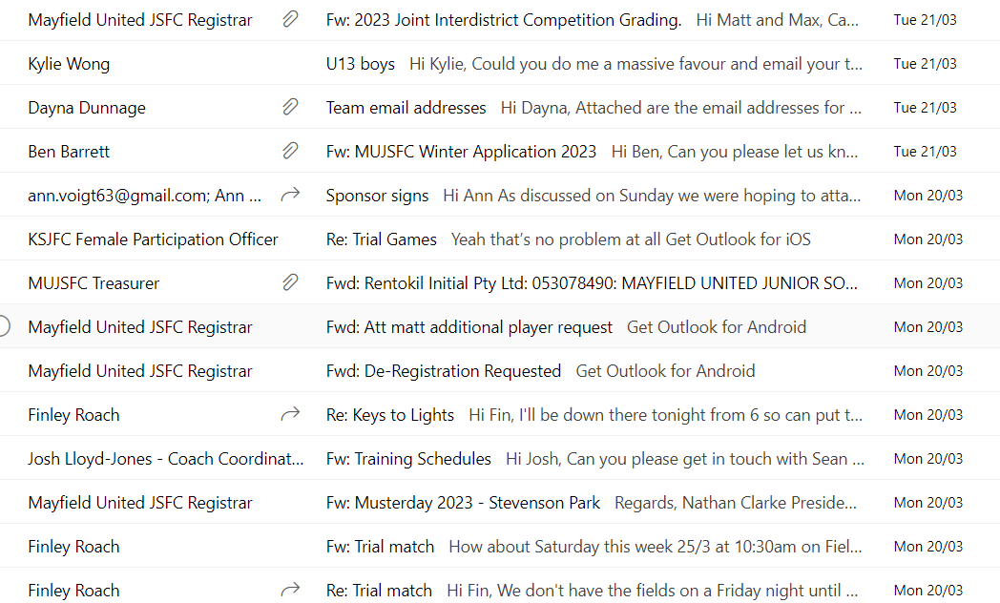 Mayfield United JSFC Registrar Fw: 2023 Joint Interdistrict Competition Grading. Hi Matt and Max, Ca... Tue 21/03
Kylie Wong U13 boys Hi Kylie, Could you do me a massive favour and email your t... Tue 21/03
Dayna Dunnage Team email addresses Hi Dayna, Attached are the email addresses for ... Tue 21/03
Ben Barrett Fw: MUJSFC Winter Application 2023 Hi Ben, Can you please let us kn... Tue 21/03
ann.voigt63@gmail.com; Ann ... Sponsor signs Hi Ann As discussed on Sunday we were hoping to atta... Mon 20/03
KSJFC Female Participation Officer Re: Trial Games Yeah that's no problem at all Get Outlook for iOS Mon 20/03
MUJSFC Treasurer Fwd: Rentokil Initial Pty Ltd: 053078490: MAYFIELD UNITED JUNIOR SO... Mon 20/03
Mayfield United JSFC Registrar Fwd: Att matt additional player request Get Outlook for Android Mon 20/03
Mayfield United JSFC Registrar Fwd: De-Registration Requested Get Outlook for Android Mon 20/03
Finley Roach Re: Keys to Lights Hi Fin, I'll be down there tonight from 6 so can put t... Mon 20/03
Josh Lloyd-Jones - Coach Coordinat... Fw: Training Schedules Hi Josh, Can you please get in touch with Sean ... Mon 20/03
Mayfield United JSFC Registrar Fw: Musterday 2023 - Stevenson Park Regards, Nathan Clarke Preside... Mon 20/03
Finley Roach Fw: Trial match How about Saturday this week 25/3 at 10:30am on Fiel... Mon 20/03
Finley Roach Re: Trial match Hi Fin, We don't have the fields on a Friday night until ... Mon 20/03